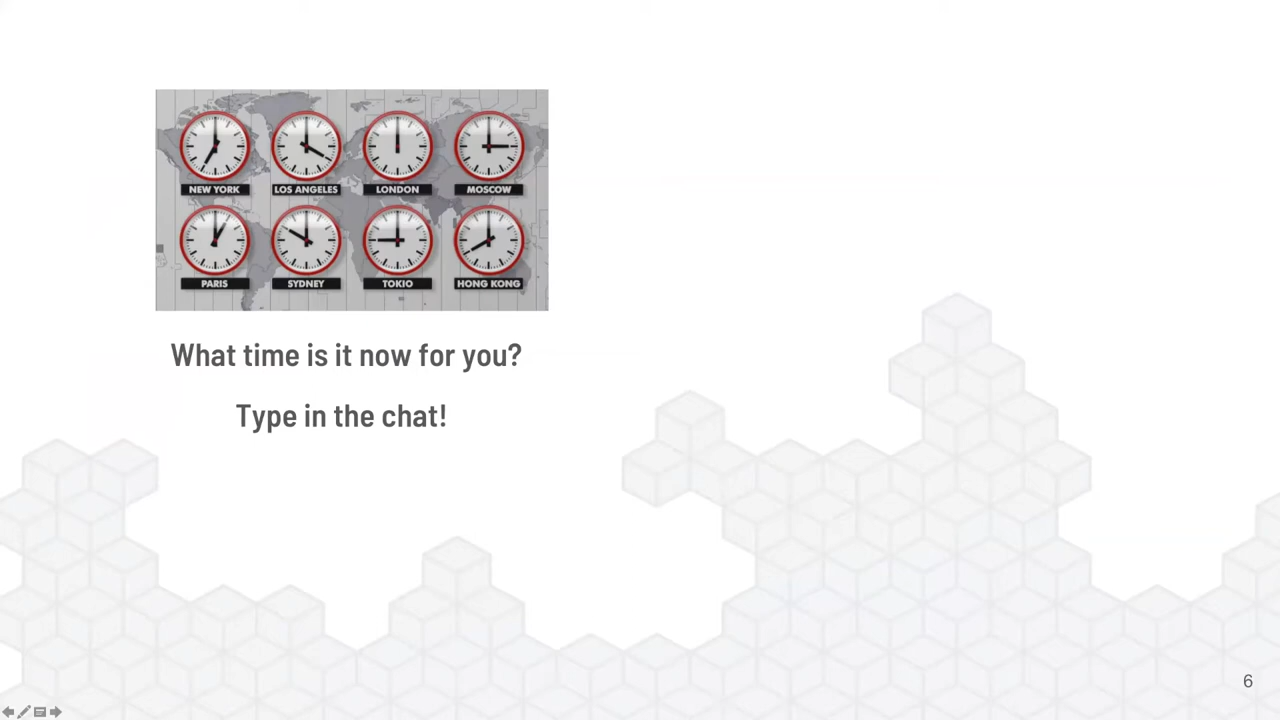 NEW YORK LOS ANGELES LONDON MOSCOW
PARIS SYDNEY TOKIO HONG KONG
What time is it now for you?
Type in the chat!
6